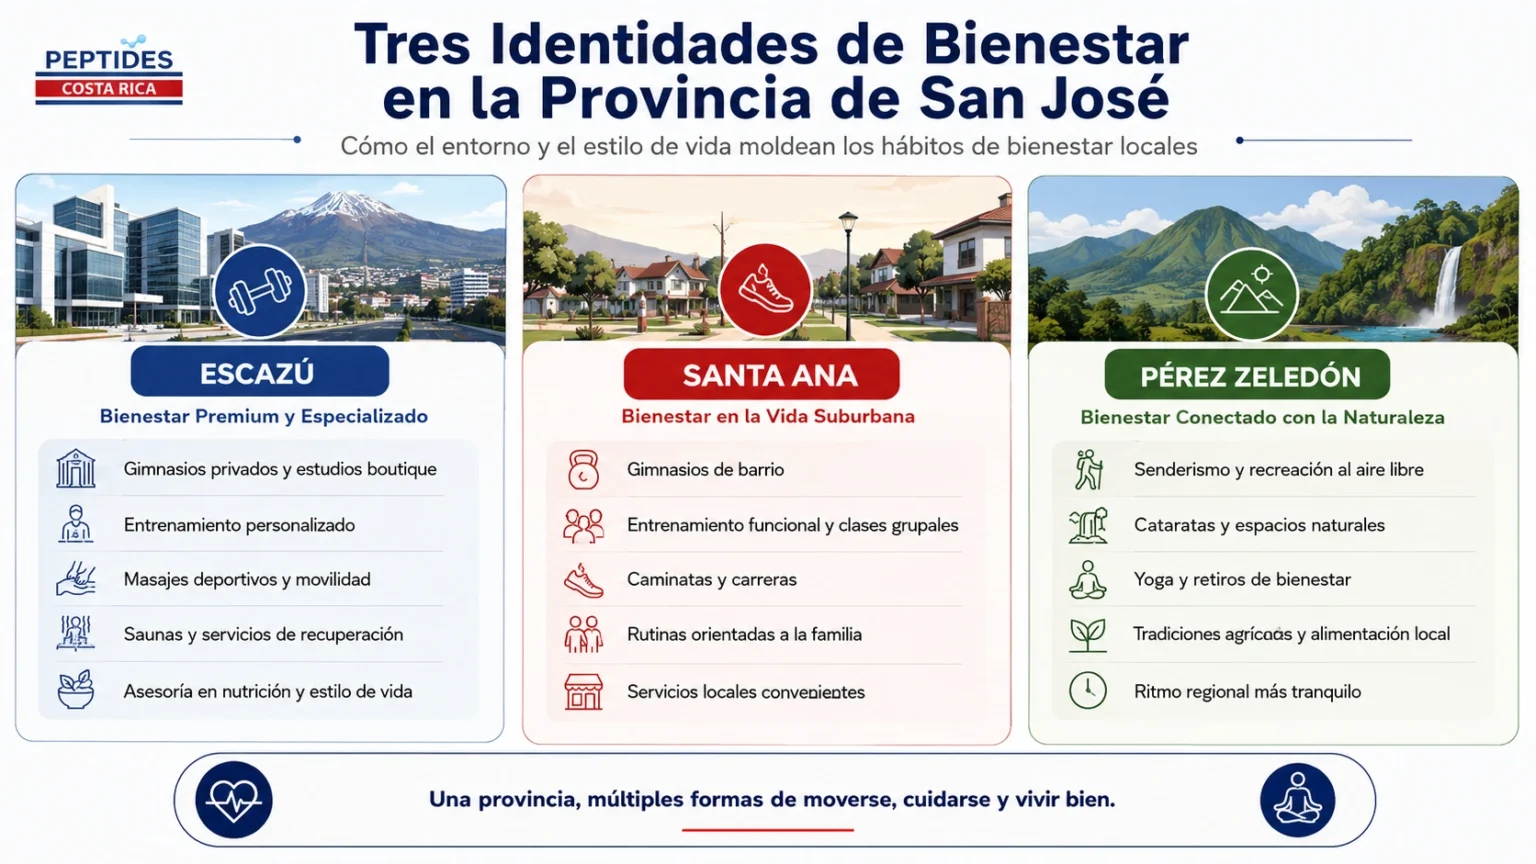 PEPTIDES
COSTA RICA
Tres Identidades de Bienestar
en la Provincia de San José
Cómo el entorno y el estilo de vida moldean los hábitos de bienestar locales
ESCAZÚ
Bienestar Premium y Especializado
Gimnasios privados y estudios boutique
Entrenamiento personalizado
Masajes deportivos y movilidad
Saunas y servicios de recuperación
Asesoría en nutrición y estilo de vida
SANTA ANA
Bienestar en la Vida Suburbana
Gimnasios de barrio
Entrenamiento funcional y clases grupales
Caminatas y carreras
Rutinas orientadas a la familia
Servicios locales convenientes
PÉREZ ZELEDÓN
Bienestar Conectado con la Naturaleza
Senderismo y recreación al aire libre
Cataratas y espacios naturales
Yoga y retiros de bienestar
Tradiciones agrícolas y alimentación local
Ritmo regional más tranquilo
Una provincia, múltiples formas de moverse, cuidarse y vivir bien.